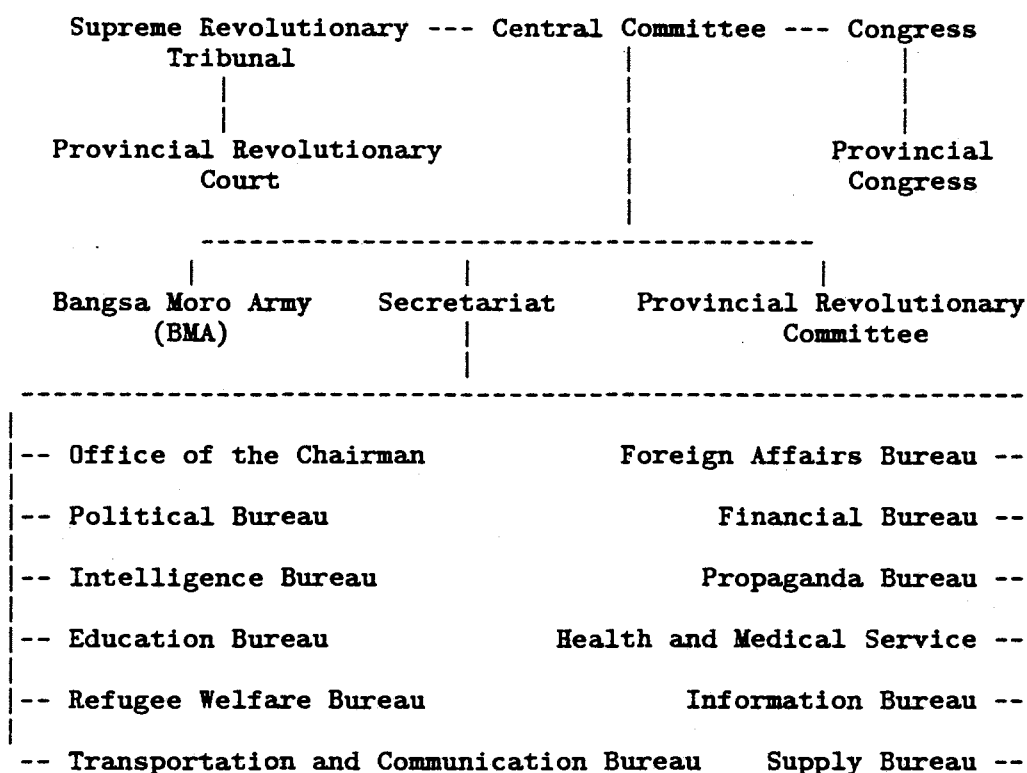 Supreme Revolutionary --- Central Committee --- Congress
Tribunal
Provincial Revolutionary Provincial
Court Congress
Bangsa Moro Army Secretariat Provincial Revolutionary
(BMA) Committee
-- Office of the Chairman Foreign Affairs Bureau --
-- Political Bureau Financial Bureau --
-- Intelligence Bureau Propaganda Bureau --
-- Education Bureau Health and Medical Service --
-- Refugee Welfare Bureau Information Bureau --
-- Transportation and Communication Bureau Supply Bureau --